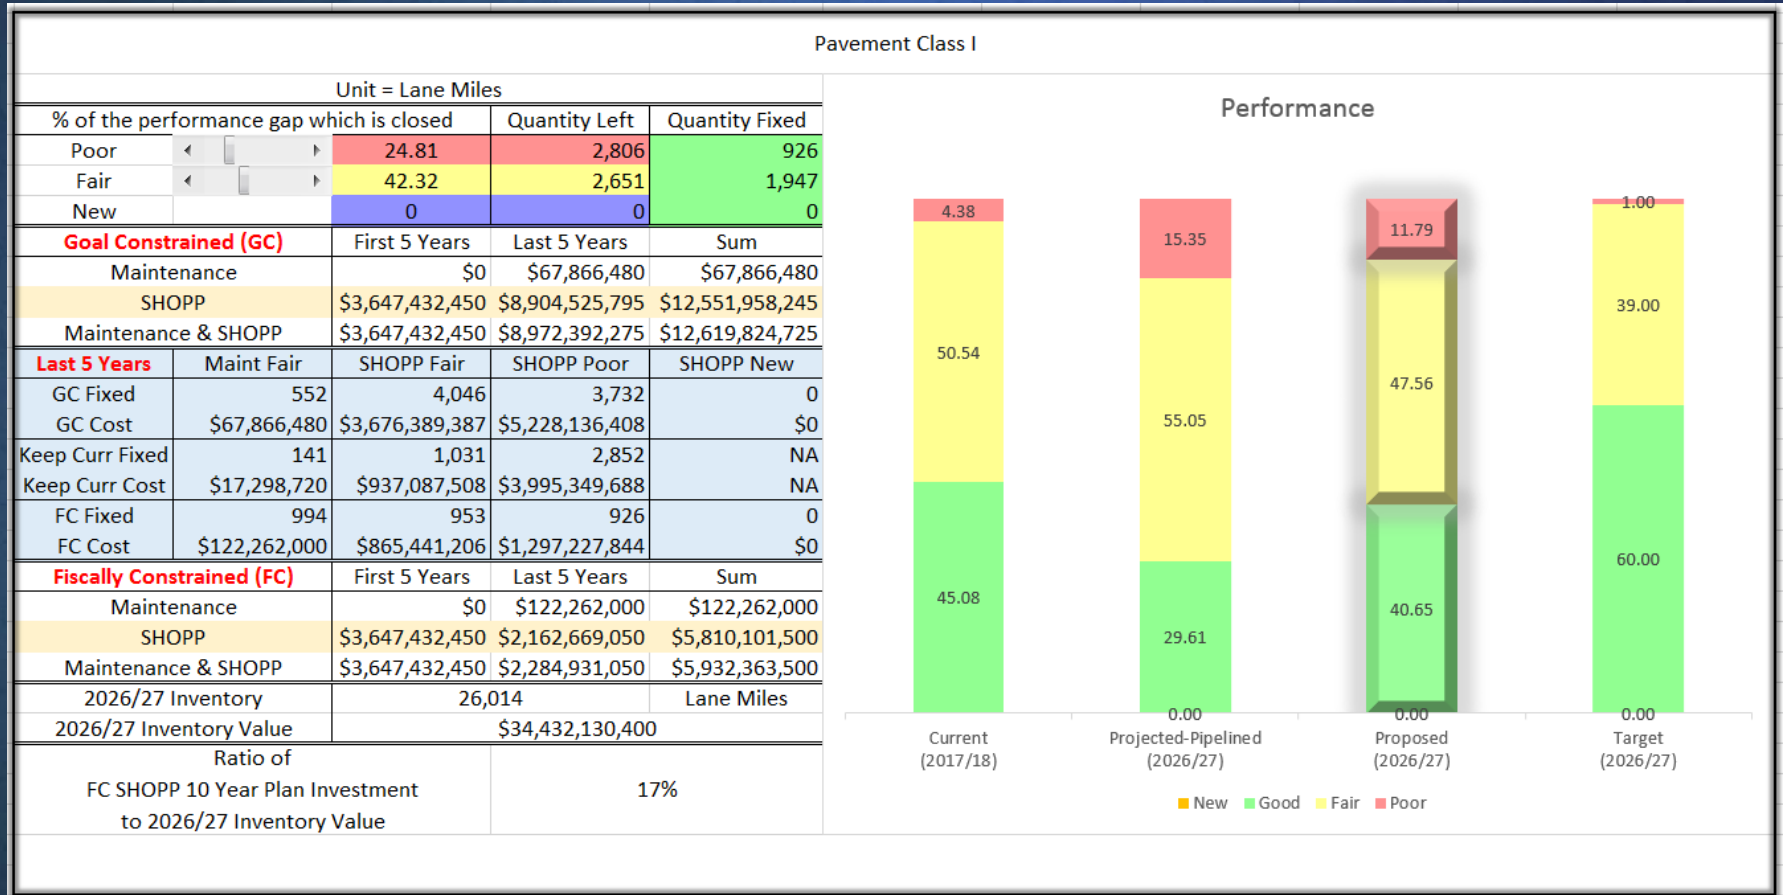 Pavement Class I
Unit = Lane Miles
% of the performance gap which is closed Quantity Left Quantity Fixed
Poor 24.81 2,806 926
Fair 42.32 2,651 1,947
New 0 0 0
Goal Constrained (GC) First 5 Years Last 5 Years Sum
Maintenance $0 $67,866,480 $67,866,480
SHOPP $3,647,432,450 $8,904,525,795 $12,551,958,245
Maintenance & SHOPP $3,647,432,450 $8,972,392,275 $12,619,824,725
Last 5 Years Maint Fair SHOPP Fair SHOPP Poor SHOPP New
GC Fixed 552 4,046 3,732 0
GC Cost $67,866,480 $3,676,389,387 $5,228,136,408 $0
Keep Curr Fixed 141 1,031 2,852 NA
Keep Curr Cost $17,298,720 $937,087,508 $3,995,349,688 NA
FC Fixed 994 953 926 0
FC Cost $122,262,000 $865,441,206 $1,297,227,844 $0
Fiscally Constrained (FC) First 5 Years Last 5 Years Sum
Maintenance $0 $122,262,000 $122,262,000
SHOPP $3,647,432,450 $2,162,669,050 $5,810,101,500
Maintenance & SHOPP $3,647,432,450 $2,284,931,050 $5,932,363,500
2026/27 Inventory 26,014 Lane Miles
2026/27 Inventory Value $34,432,130,400
Ratio of
FC SHOPP 10 Year Plan Investment 17%
to 2026/27 Inventory Value
Performance
4.38 15.35 11.79 1.00
50.54 55.05 47.56 39.00
45.08 29.61 40.65 60.00
0.00 0.00 0.00
Current Projected-Pipelined Proposed Target
(2017/18) (2026/27) (2026/27) (2026/27)
New Good Fair Poor